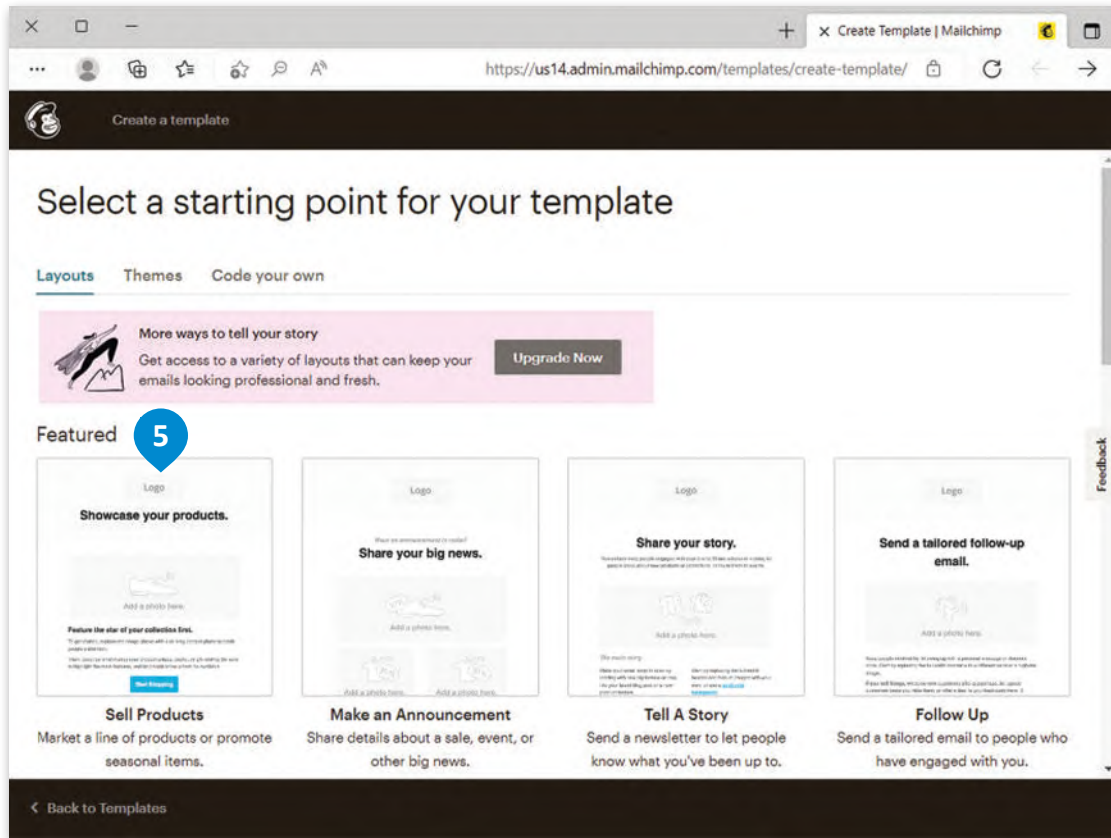 Create Template | Mailchimp
https://us14.admin.mailchimp.com/templates/create-template/
Create a template
Select a starting point for your template
Layouts Themes Code your own
More ways to tell your story
Get access to a variety of layouts that can keep your
emails looking professional and fresh.
Upgrade Now
Featured
5
Feedback
Logo
Showcase your products.
Add a photo here.
Feature the star of your collection first.
Start Shopping
Sell Products
Market a line of products or promote
seasonal items.
Logo
Have an announcement to make?
Share your big news.
Add a photo here.
Add a photo here. Add a photo here.
Make an Announcement
Share details about a sale, event, or
other big news.
Logo
Share your story.
Add a photo here.
Tell A Story
Send a newsletter to let people
know what you've been up to.
Logo
Send a tailored follow-up
email.
Add a photo here.
Follow Up
Send a tailored email to people who
have engaged with you.
Back to Templates